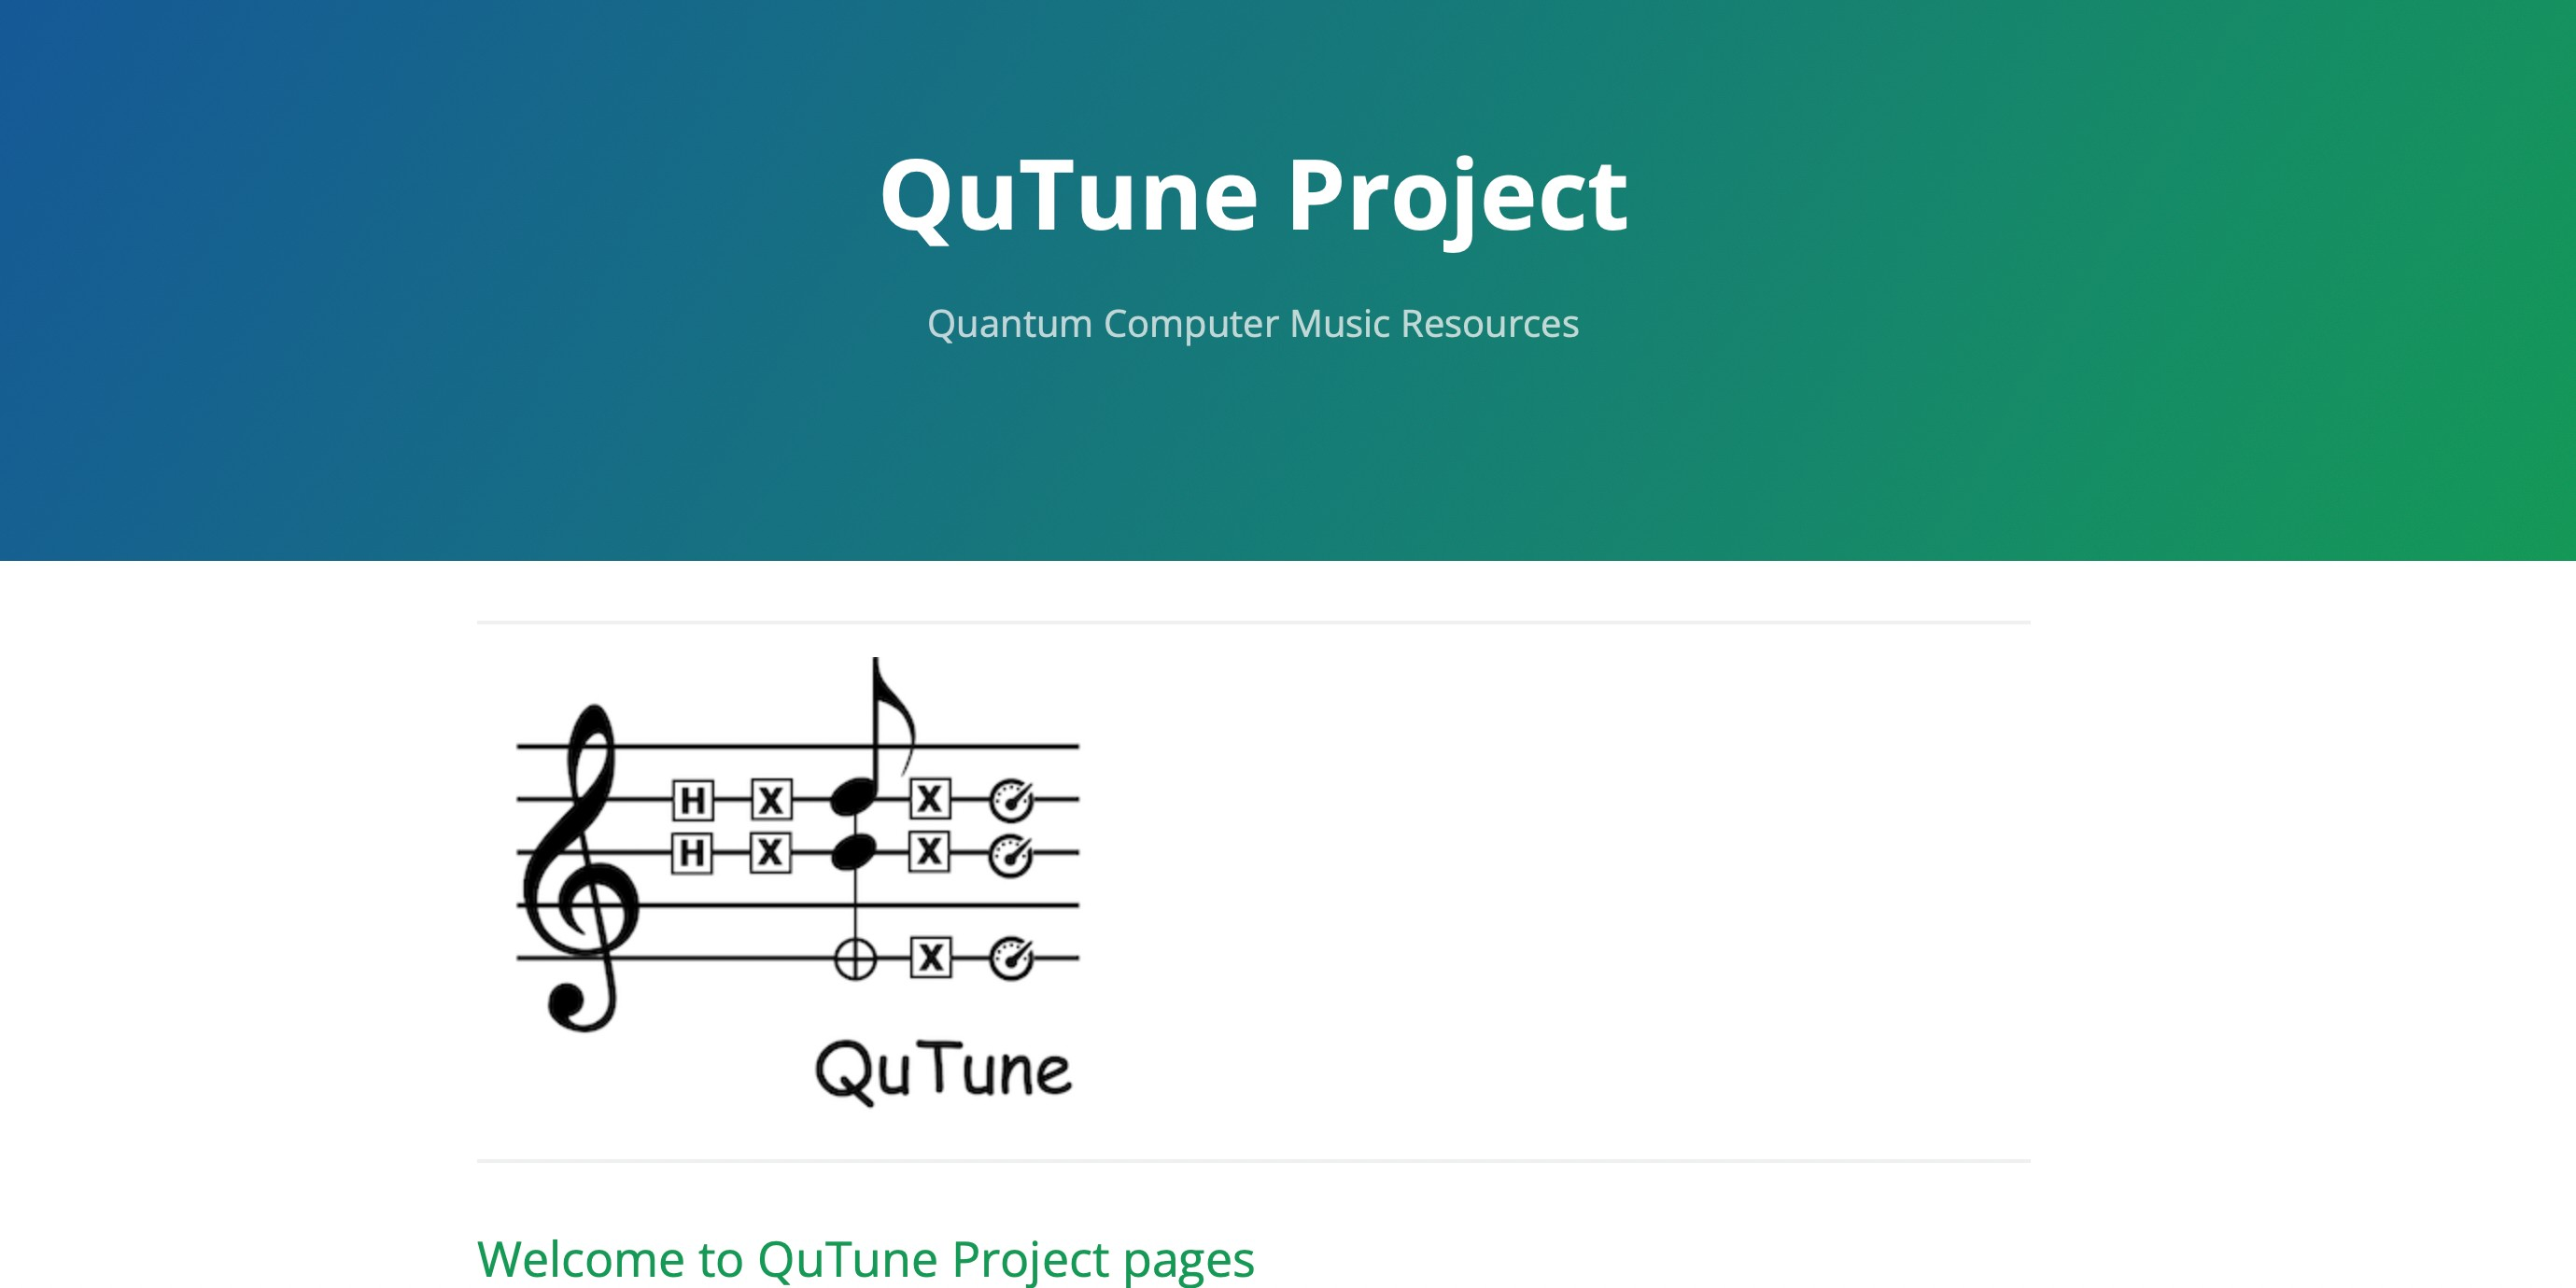 QuTune Project
Quantum Computer Music Resources
H X X
H X X
X
QuTune
Welcome to QuTune Project pages